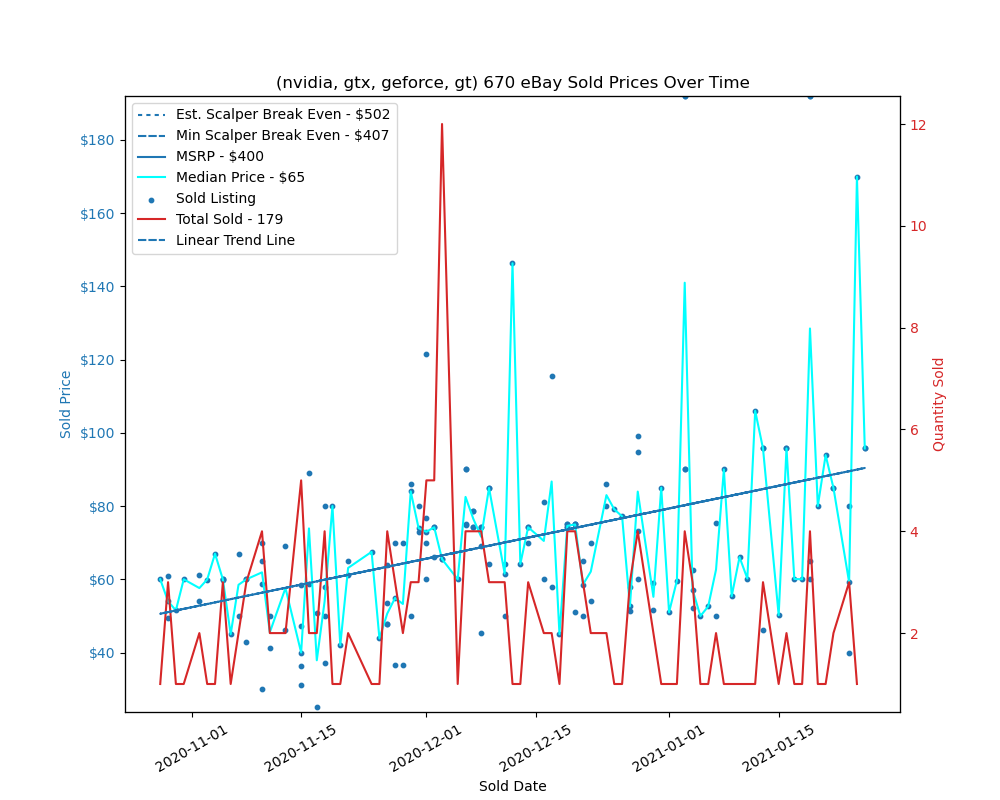 (nvidia, gtx, geforce, gt) 670 eBay Sold Prices Over Time
Est. Scalper Break Even - $502
Min Scalper Break Even - $407
MSRP - $400
Median Price - $65
Sold Listing
Total Sold - 179
Linear Trend Line
$180
$160
$140
$120
$100
$80
$60
$40
Sold Price
12
10
8
6
4
2
Quantity Sold
2020-11-01
2020-11-15
2020-12-01
2020-12-15
2021-01-01
2021-01-15
Sold Date